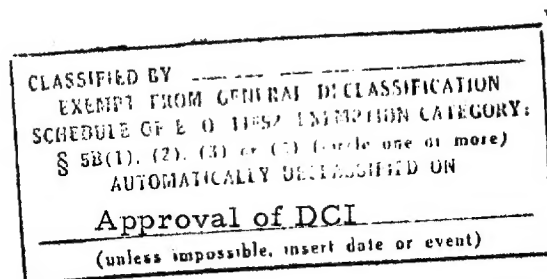 CLASSIFIED BY
EXEMPT FROM GENERAL DECLASSIFICATION
SCHEDULE OF E O 11652 EXEMPTION CATEGORY:
§ 5B(1), (2), (3) or (4) (circle one or more)
AUTOMATICALLY DECLASSIFIED ON
Approval of DCI
(unless impossible, insert date or event)